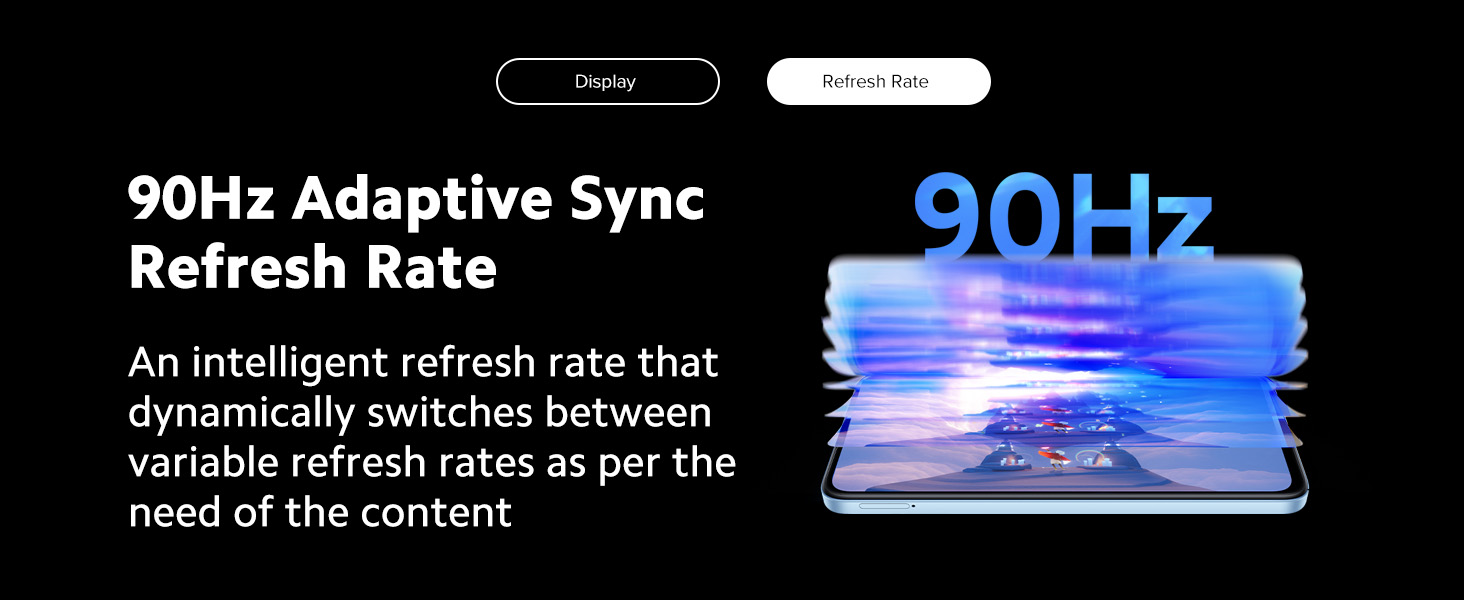 Display
Refresh Rate
90Hz Adaptive Sync
Refresh Rate
An intelligent refresh rate that
dynamically switches between
variable refresh rates as per the
need of the content
90Hz